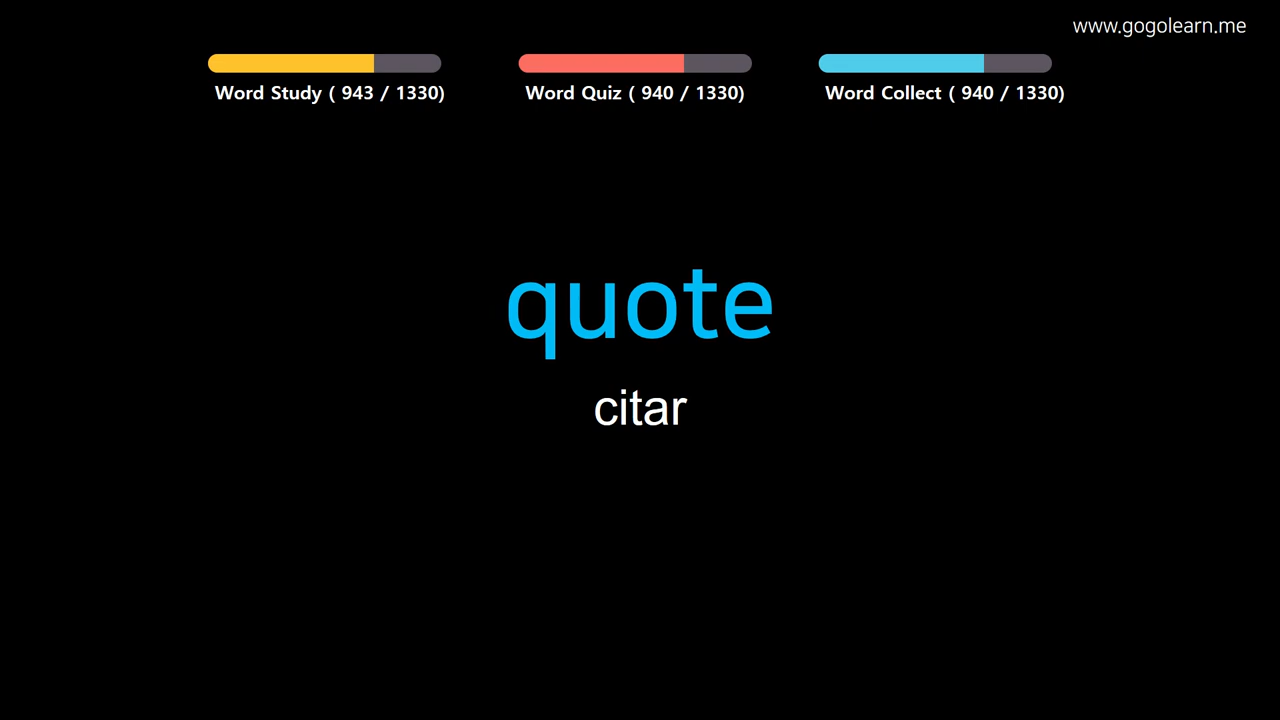 www.gogolearn.me
Word Study ( 943 / 1330)
Word Quiz ( 940 / 1330)
Word Collect ( 940 / 1330)
quote
citar